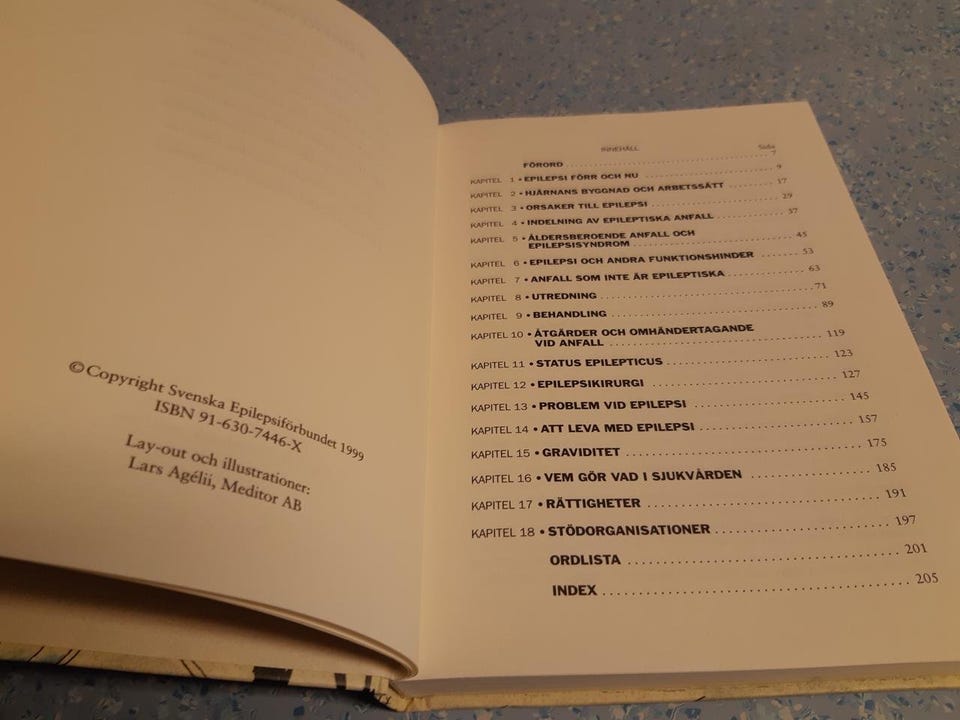 © Copyright Svenska Epilepsiförbundet 1999
ISBN 91-630-7446-X
Lay-out och illustrationer:
Lars Agélii, Meditor AB
INNEHÅLL Sida
FÖRORD 7
KAPITEL 1 • EPILEPSI FÖRR OCH NU 9
KAPITEL 2 • HJÄRNANS BYGGNAD OCH ARBETSSÄTT 17
KAPITEL 3 • ORSAKER TILL EPILEPSI 29
KAPITEL 4 • INDELNING AV EPILEPTISKA ANFALL 37
KAPITEL 5 • ÅLDERSBEROENDE ANFALL OCH
EPILEPSISYNDROM 45
KAPITEL 6 • EPILEPSI OCH ANDRA FUNKTIONSHINDER 53
KAPITEL 7 • ANFALL SOM INTE ÄR EPILEPTISKA 63
KAPITEL 8 • UTREDNING 71
KAPITEL 9 • BEHANDLING 89
KAPITEL 10 • ÅTGÄRDER OCH OMHÄNDERTAGANDE
VID ANFALL 119
KAPITEL 11 • STATUS EPILEPTICUS 123
KAPITEL 12 • EPILEPSIKIRURGI 127
KAPITEL 13 • PROBLEM VID EPILEPSI 145
KAPITEL 14 • ATT LEVA MED EPILEPSI 157
KAPITEL 15 • GRAVIDITET 175
KAPITEL 16 • VEM GÖR VAD I SJUKVÅRDEN 185
KAPITEL 17 • RÄTTIGHETER 191
KAPITEL 18 • STÖDORGANISATIONER 197
ORDLISTA 201
INDEX 205